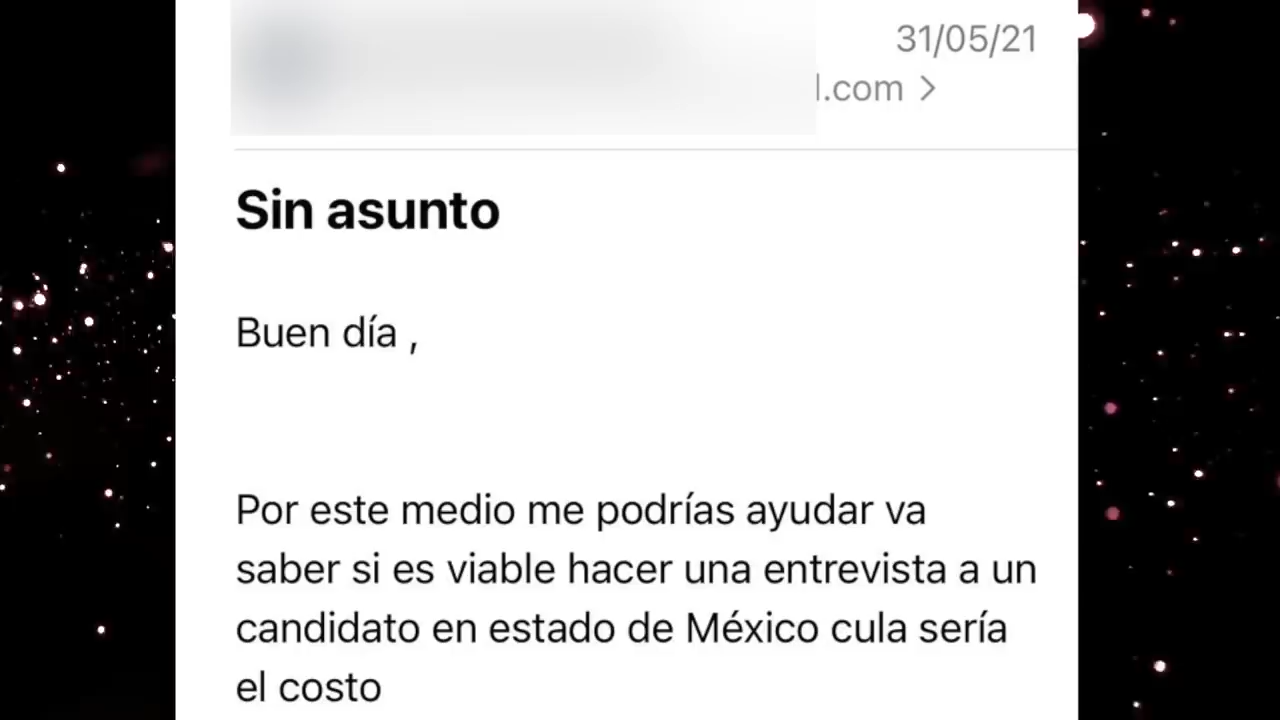 31/05/21
l.com >
Sin asunto
Buen día ,
Por este medio me podrías ayudar va
saber si es viable hacer una entrevista a un
candidato en estado de México cula sería
el costo